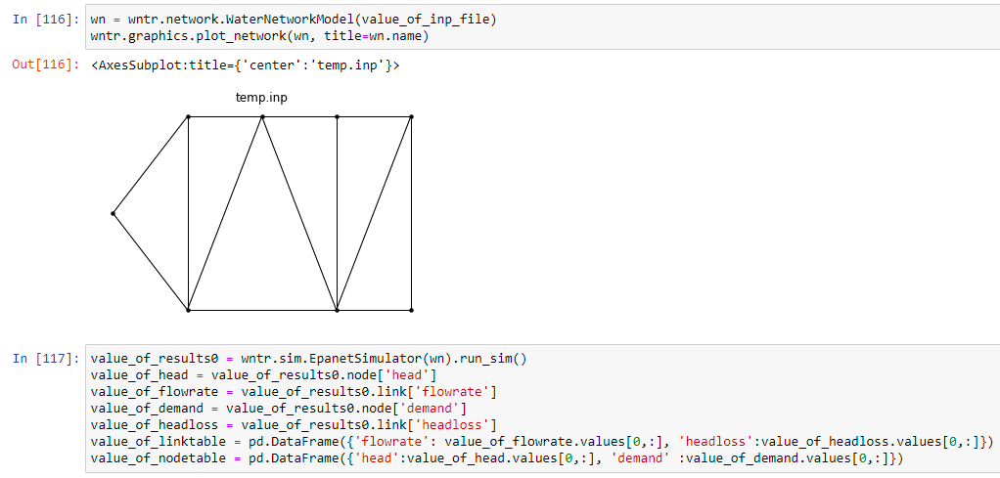 In [116]: wn = wntr.network.WaterNetworkModel(value_of_inp_file)
wntr.graphics.plot_network(wn, title=wn.name)
Out[116]: <AxesSubplot:title={'center':'temp.inp'}>
temp.inp
In [117]: value_of_results0 = wntr.sim.EpanetSimulator(wn).run_sim()
value_of_head = value_of_results0.node['head']
value_of_flowrate = value_of_results0.link['flowrate']
value_of_demand = value_of_results0.node['demand']
value_of_headloss = value_of_results0.link['headloss']
value_of_linktable = pd.DataFrame({'flowrate': value_of_flowrate.values[0,:], 'headloss':value_of_headloss.values[0,:]})
value_of_nodetable = pd.DataFrame({'head':value_of_head.values[0,:], 'demand' :value_of_demand.values[0,:]})